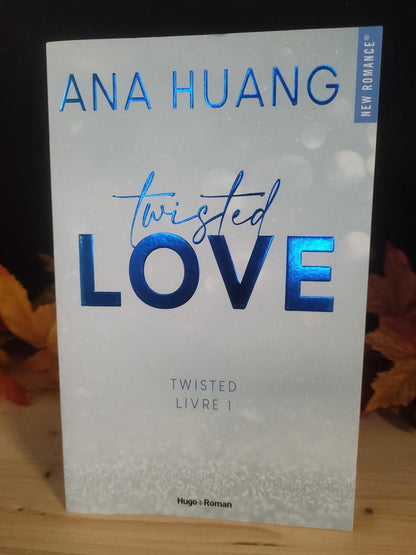 ANA HUANG
NEW ROMANCE®
twisted
LOVE
TWISTED
LIVRE 1
Hugo+Roman